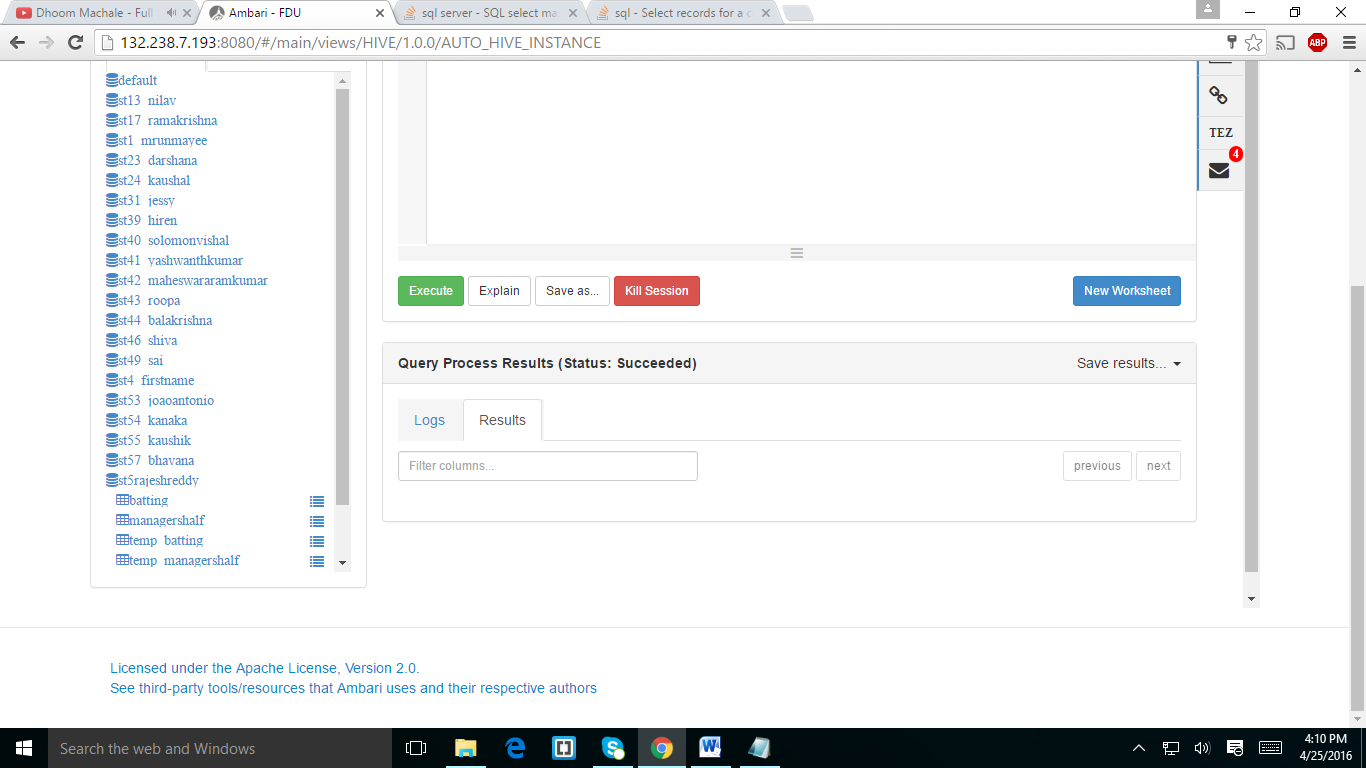 Dhoom Machale - Full
Ambari - FDU
sql server - SQL select ma
sql - Select records for a c
132.238.7.193:8080/#/main/views/HIVE/1.0.0/AUTO_HIVE_INSTANCE
ABP
default
st13 nilav
st17 ramakrishna
st1 mrunmayee
st23 darshana
st24 kaushal
st31 jessy
st39 hiren
st40 solomonvishal
st41 yashwanthkumar
st42 maheswararamkumar
st43 roopa
st44 balakrishna
st46 shiva
st49 sai
st4 firstname
st53 joaoantonio
st54 kanaka
st55 kaushik
st57 bhavana
st5rajeshreddy
batting
managershalf
temp batting
temp managershalf
TEZ
4
Execute
Explain
Save as...
Kill Session
New Worksheet
Query Process Results (Status: Succeeded)
Save results...
Logs
Results
Filter columns...
previous
next
Licensed under the Apache License, Version 2.0.
See third-party tools/resources that Ambari uses and their respective authors
Search the web and Windows
4:10 PM
4/25/2016